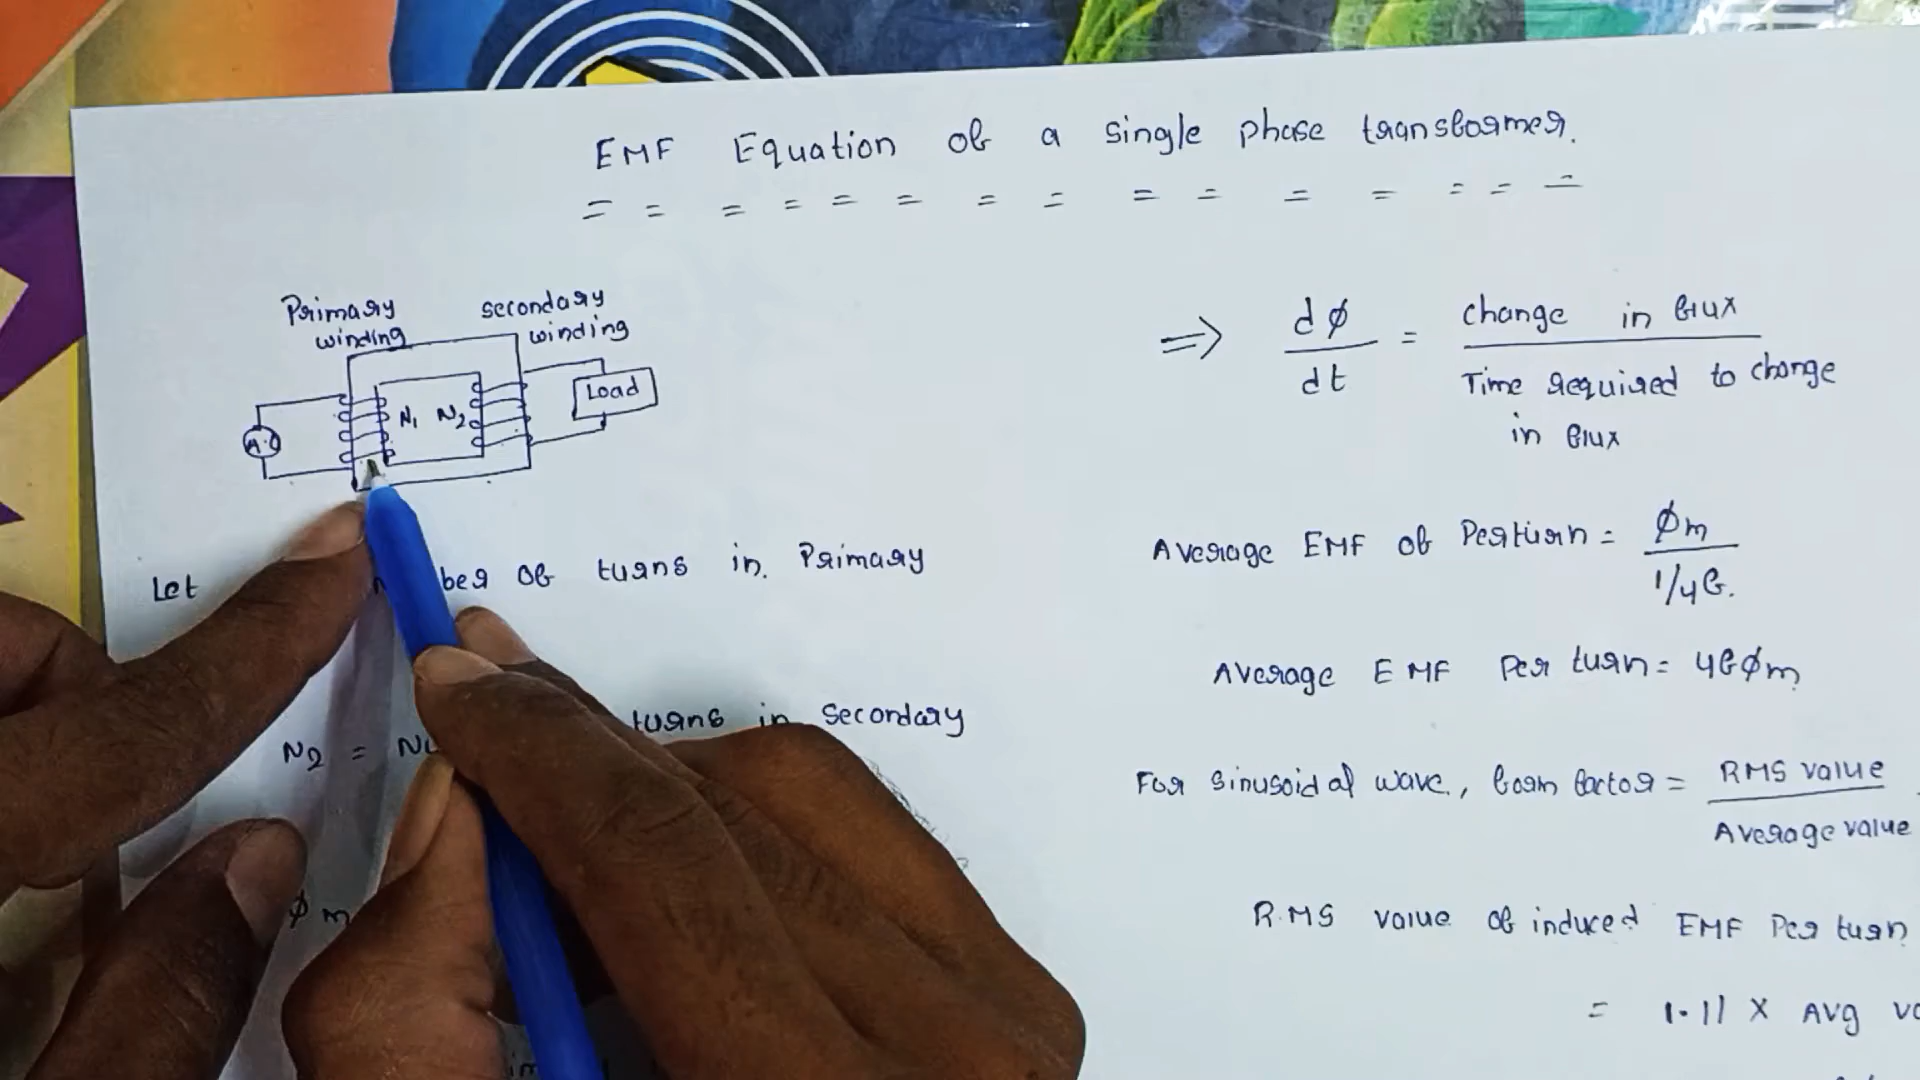 EMF Equation of a single phase transformer.
Primary winding
secondary winding
A.C
N1
N2
Load
Let ber of turns in Primary
N2 = turns in secondary
φm
⇒ dφ/dt = change in flux / Time required to change in flux
Average EMF of Perturn = φm / 1/4f.
Average EMF Per turn = 4fφm
For sinusoidal wave, form factor = RMS value / Average value
R.M.S value of induced EMF Per turn
= 1.11 X Avg